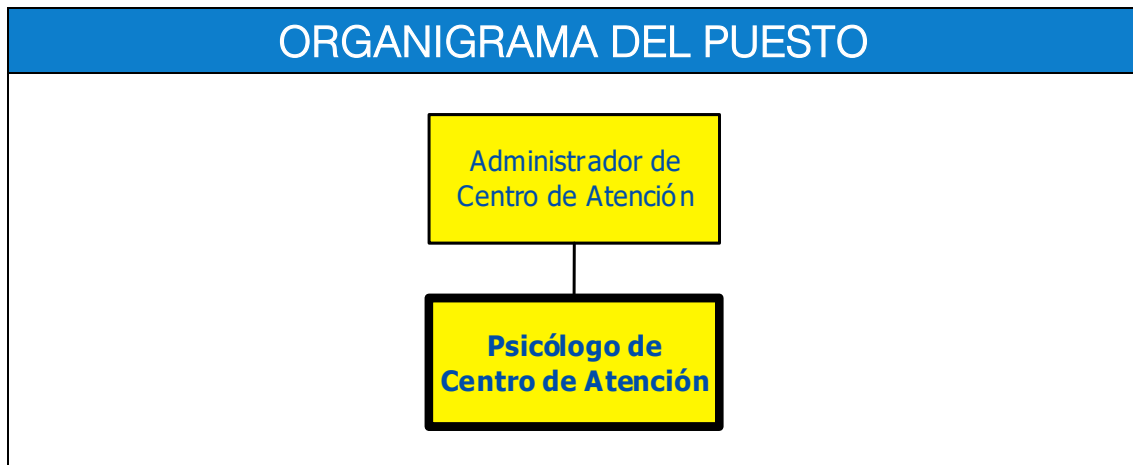 ORGANIGRAMA DEL PUESTO
Administrador de
Centro de Atención
Psicólogo de
Centro de Atención